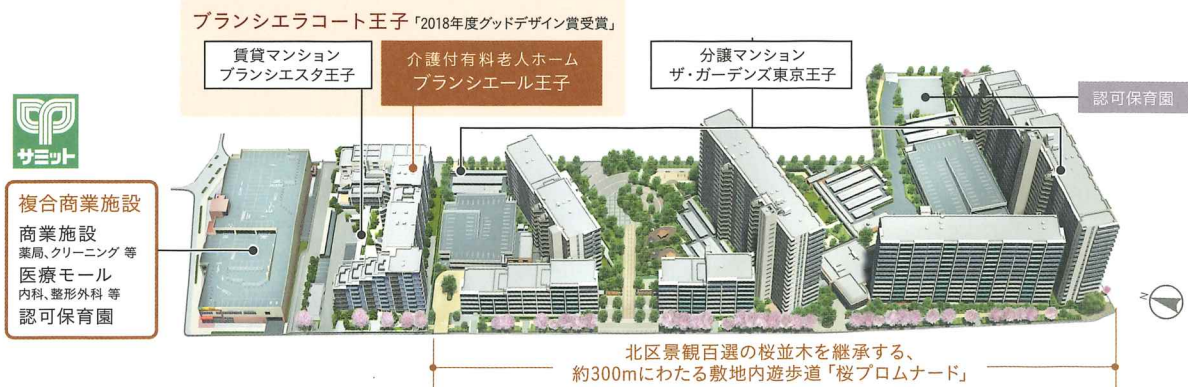 ブランシエラコート王子「2018年度グッドデザイン賞受賞」
賃貸マンション
ブランシエスタ王子
介護付有料老人ホーム
ブランシエール王子
分譲マンション
ザ・ガーデンズ東京王子
認可保育園
サミット
複合商業施設
商業施設
薬局、クリーニング 等
医療モール
内科、整形外科 等
認可保育園
N
北区景観百選の桜並木を継承する、
約300mにわたる敷地内遊歩道「桜プロムナード」